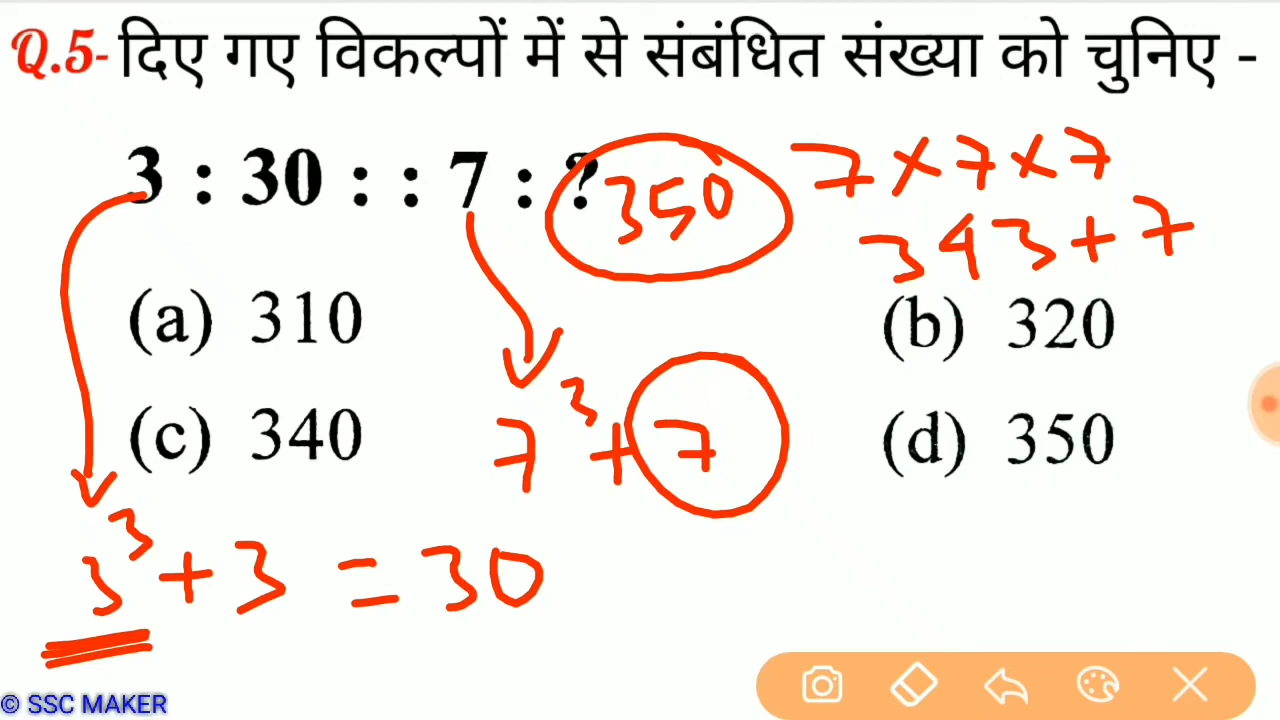 Q.5- दिए गए विकल्पों में से संबंधित संख्या को चुनिए -
3 : 30 : : 7 : ? 350
7 × 7 × 7
343 + 7
(a) 310
(b) 320
(c) 340
(d) 350
7³ + 7
3³ + 3 = 30
© SSC MAKER